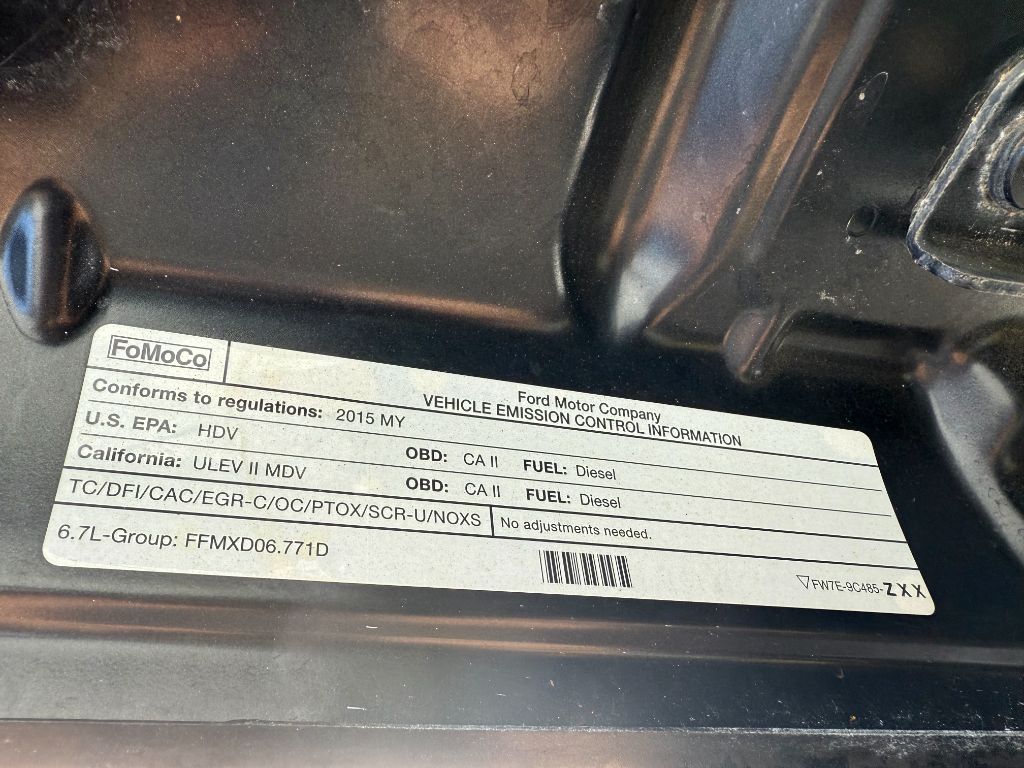 FoMoCo
Ford Motor Company
VEHICLE EMISSION CONTROL INFORMATION
Conforms to regulations: 2015 MY
U.S. EPA: HDV OBD: CA II FUEL: Diesel
California: ULEV II MDV OBD: CA II FUEL: Diesel
TC/DFI/CAC/EGR-C/OC/PTOX/SCR-U/NOXS No adjustments needed.
6.7L-Group: FFMXD06.771D
FW7E-9C485-ZXX